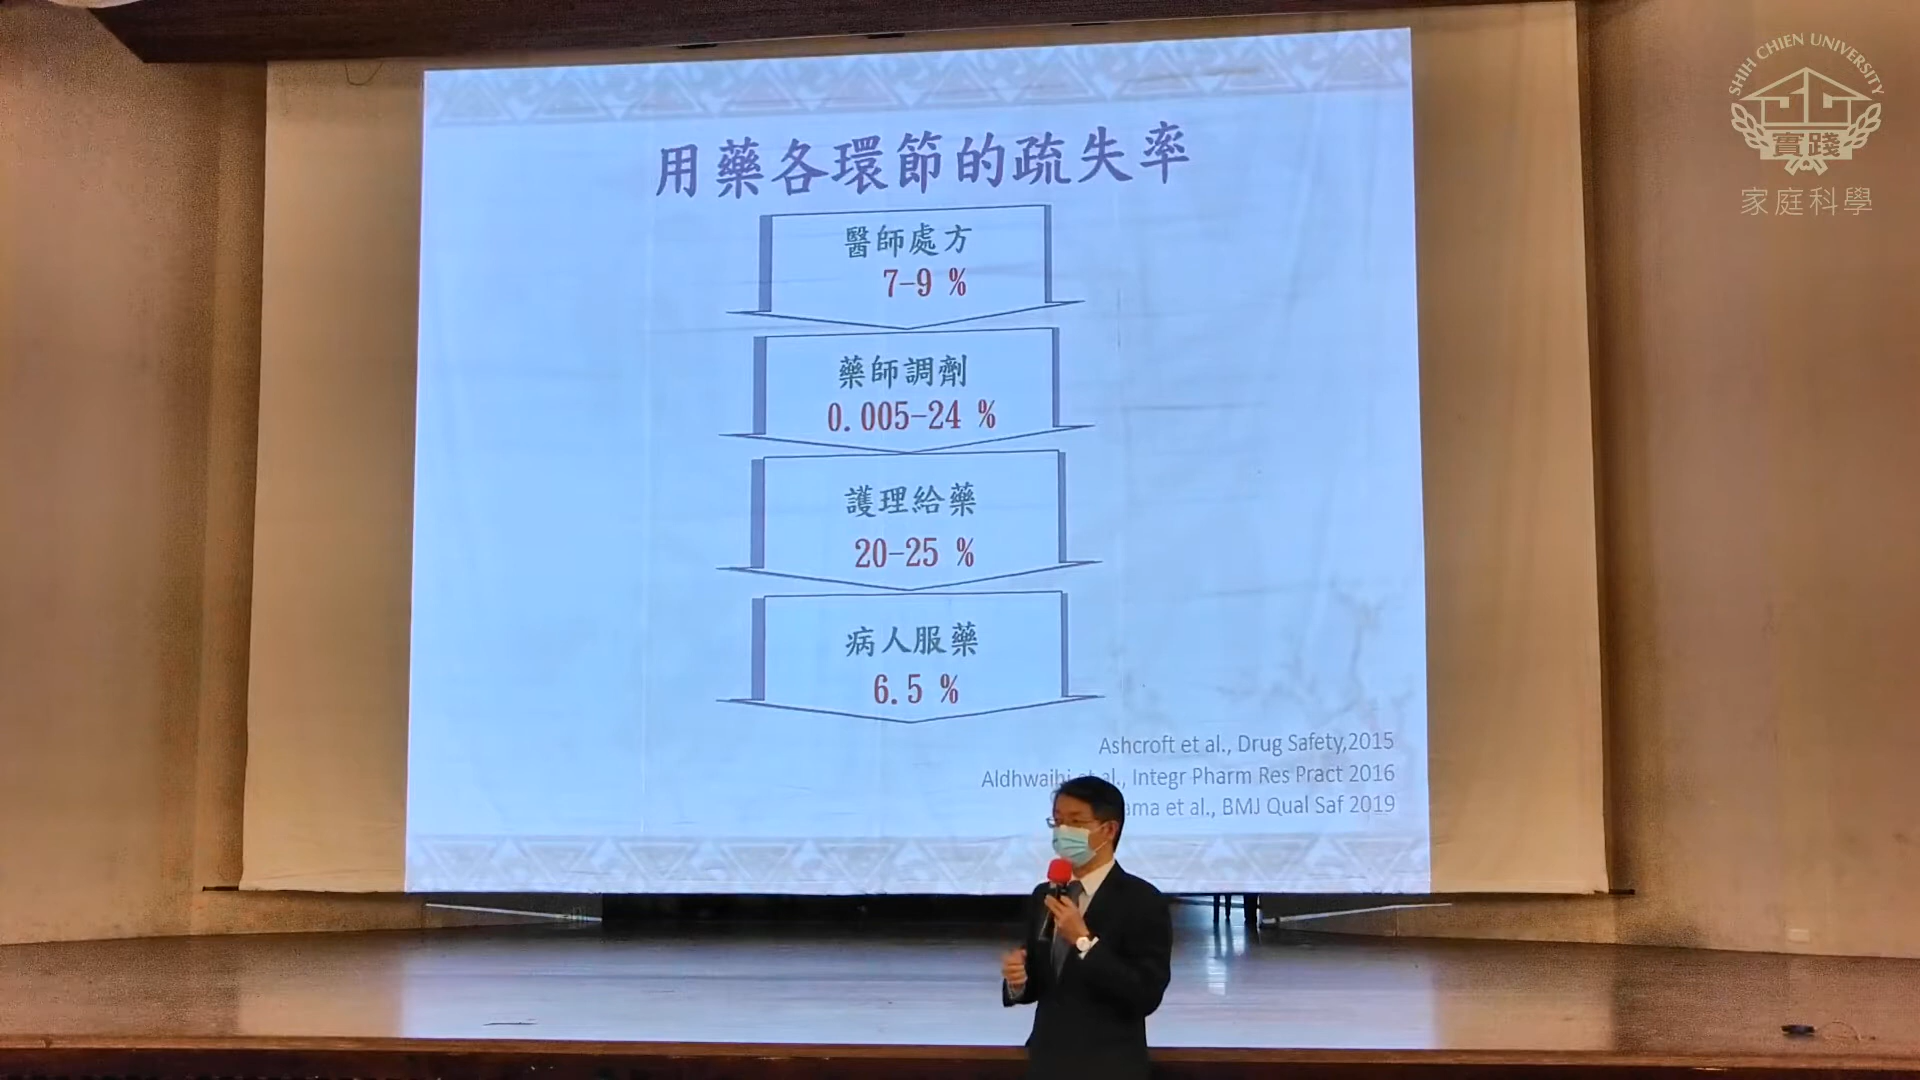 用藥各環節的疏失率
醫師處方
7-9 %
藥師調劑
0.005-24 %
護理給藥
20-25 %
病人服藥
6.5 %
Ashcroft et al., Drug Safety,2015
et al., Integr Pharm Res Pract 2016
et al., BMJ Qual Saf 2019
SHIH CHIEN UNIVERSITY
實踐
家庭科學